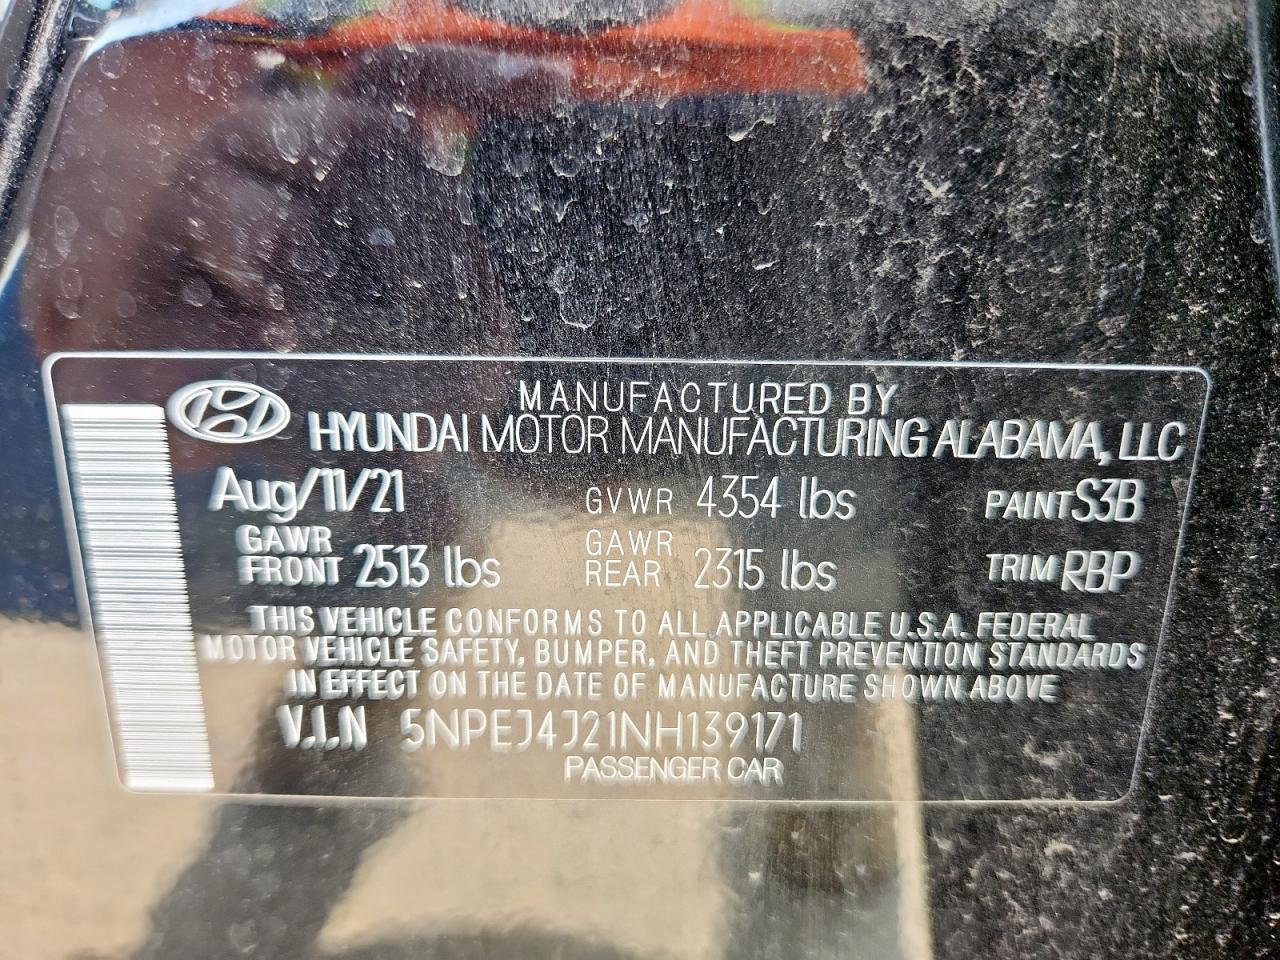 MANUFACTURED BY
HYUNDAI MOTOR MANUFACTURING ALABAMA, LLC
Aug/11/21 GVWR 4354 lbs PAINT S3B
GAWR FRONT 2513 lbs GAWR REAR 2315 lbs TRIM RBP
THIS VEHICLE CONFORMS TO ALL APPLICABLE U.S.A. FEDERAL
MOTOR VEHICLE SAFETY, BUMPER, AND THEFT PREVENTION STANDARDS
IN EFFECT ON THE DATE OF MANUFACTURE SHOWN ABOVE
V.I.N 5NPEJ4J21NH139171
PASSENGER CAR